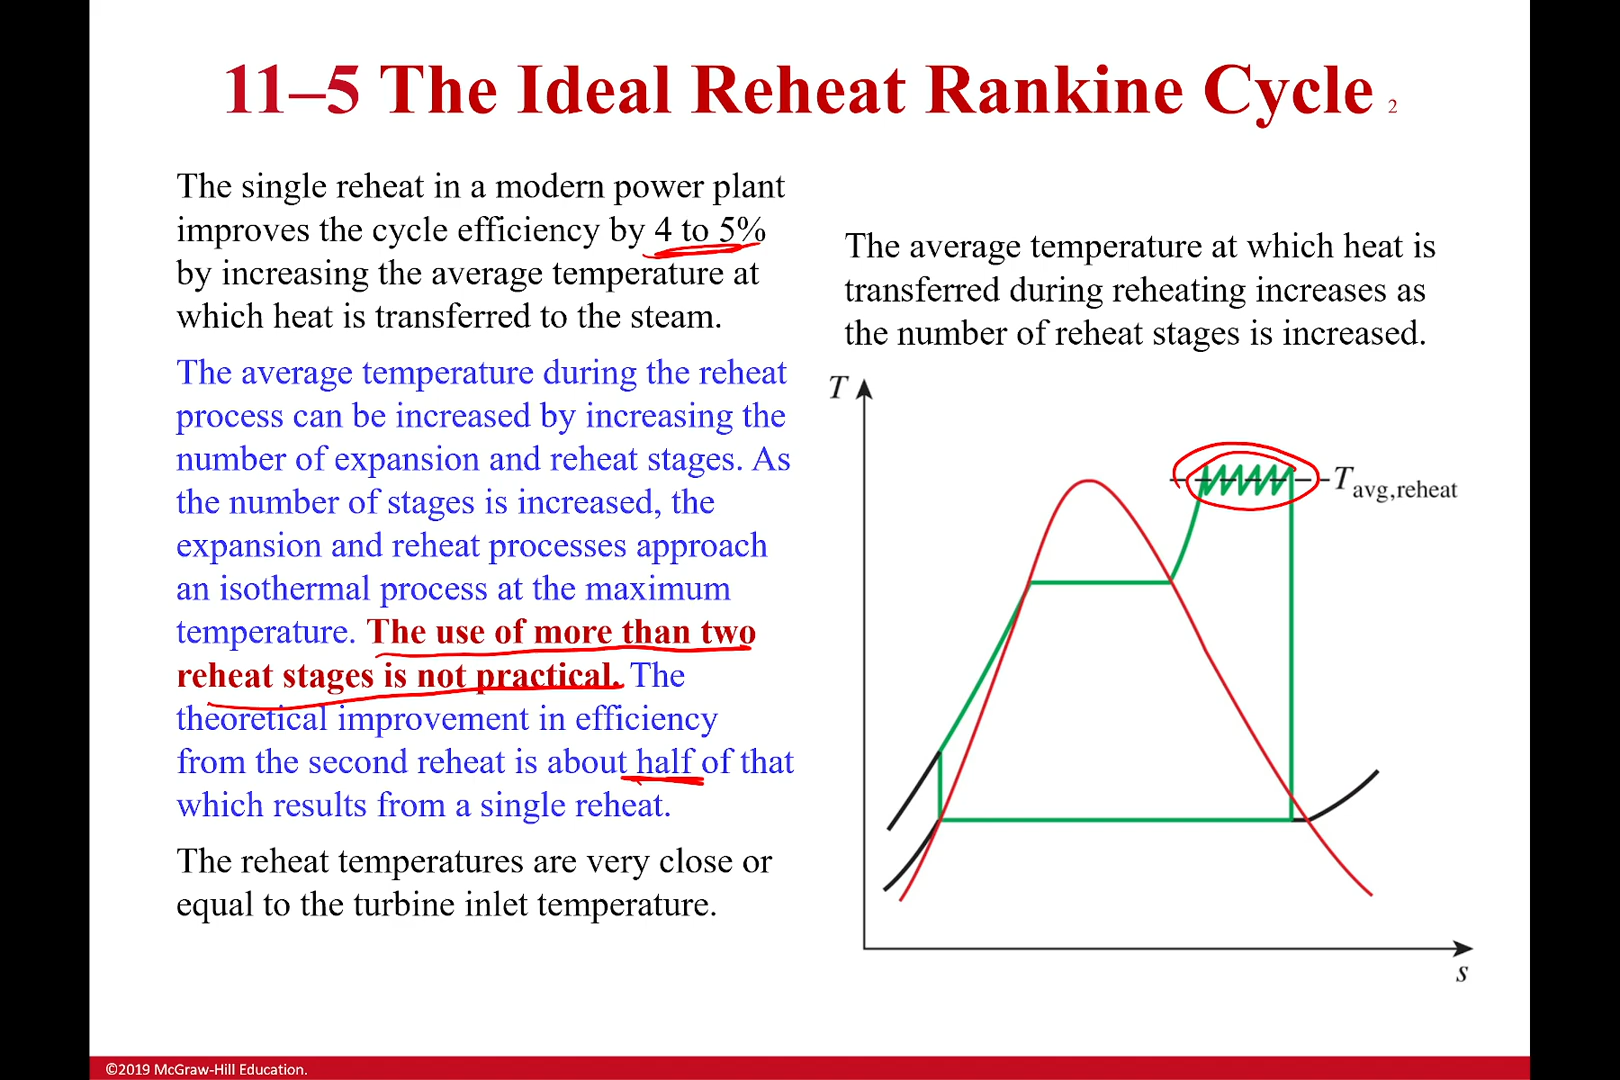 11–5 The Ideal Reheat Rankine Cycle 2
The single reheat in a modern power plant
improves the cycle efficiency by 4 to 5%
by increasing the average temperature at
which heat is transferred to the steam.
The average temperature during the reheat
process can be increased by increasing the
number of expansion and reheat stages. As
the number of stages is increased, the
expansion and reheat processes approach
an isothermal process at the maximum
temperature. The use of more than two
reheat stages is not practical. The
theoretical improvement in efficiency
from the second reheat is about half of that
which results from a single reheat.
The reheat temperatures are very close or
equal to the turbine inlet temperature.
The average temperature at which heat is
transferred during reheating increases as
the number of reheat stages is increased.
T
Tavg,reheat
s
©2019 McGraw-Hill Education.